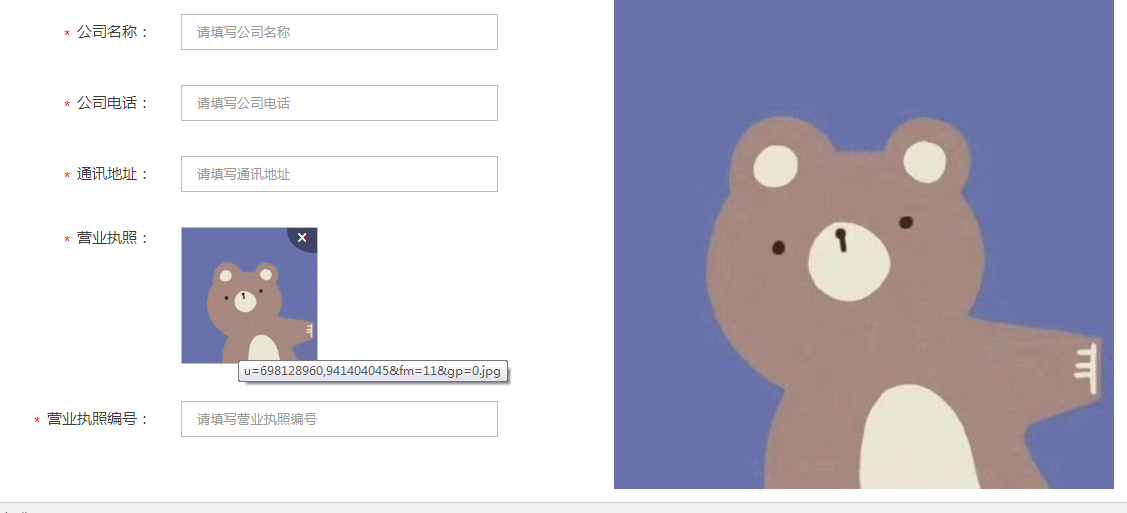 * 公司名称： 请填写公司名称
* 公司电话： 请填写公司电话
* 通讯地址： 请填写通讯地址
* 营业执照：
×
u=698128960,941404045&fm=11&gp=0.jpg
* 营业执照编号： 请填写营业执照编号